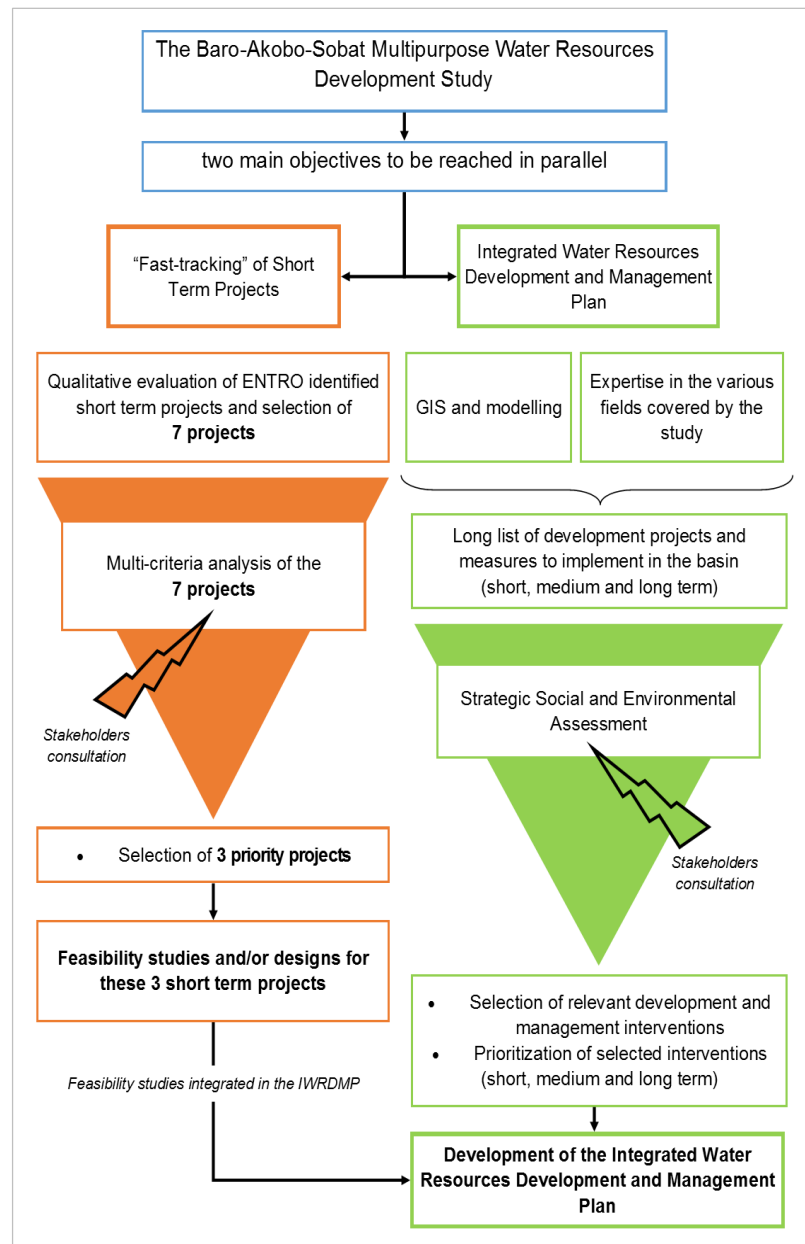 The Baro-Akobo-Sobat Multipurpose Water Resources
Development Study
two main objectives to be reached in parallel
“Fast-tracking” of Short
Term Projects
Integrated Water Resources
Development and Management
Plan
Qualitative evaluation of ENTRO identified
short term projects and selection of
7 projects
GIS and modelling
Expertise in the various
fields covered by the
study
Multi-criteria analysis of the
7 projects
Stakeholders
consultation
Long list of development projects and
measures to implement in the basin
(short, medium and long term)
Strategic Social and Environmental
Assessment
Stakeholders
consultation
• Selection of 3 priority projects
Feasibility studies and/or designs for
these 3 short term projects
Feasibility studies integrated in the IWRDMP
• Selection of relevant development and
management interventions
• Prioritization of selected interventions
(short, medium and long term)
Development of the Integrated Water
Resources Development and Management
Plan